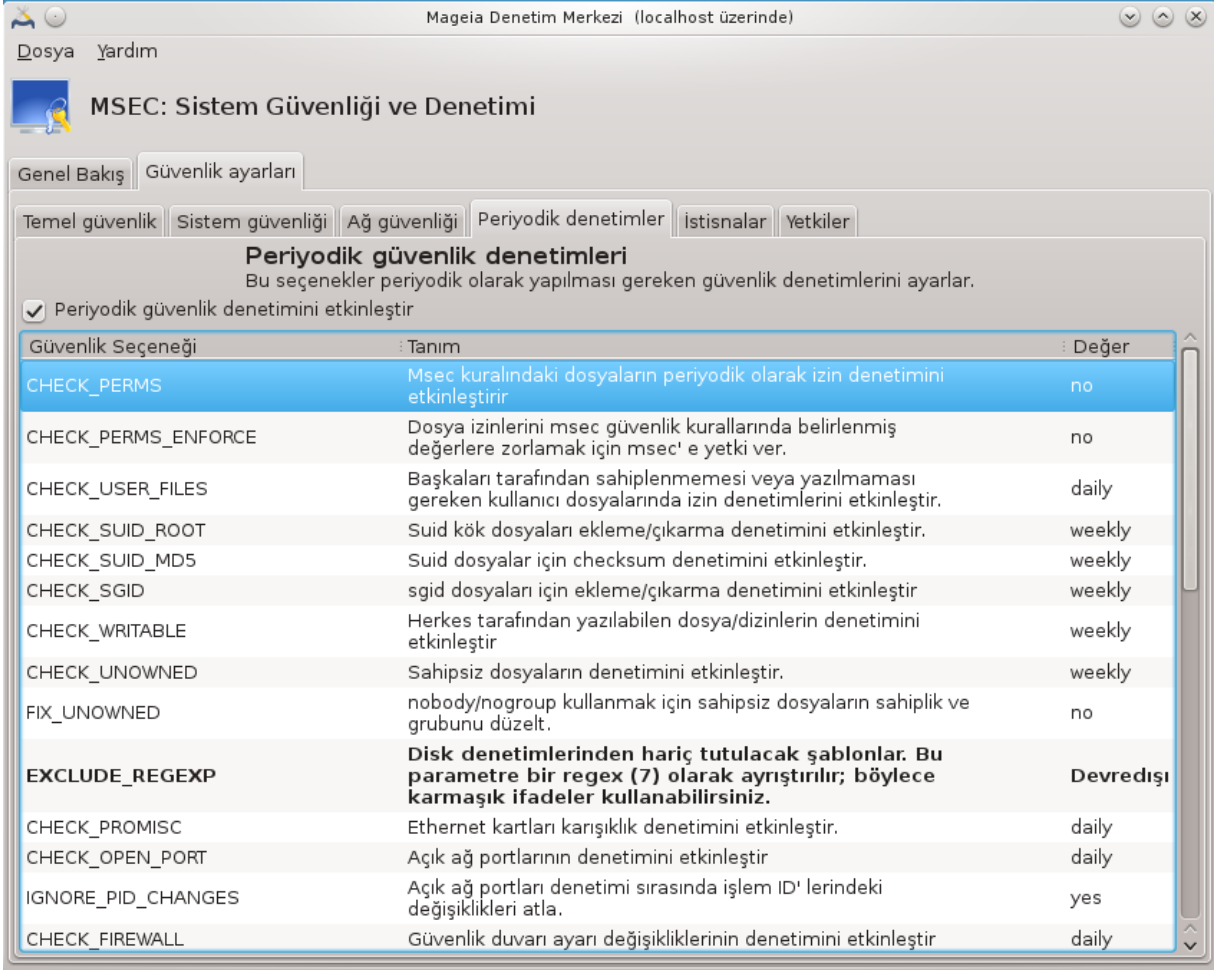 Mageia Denetim Merkezi (localhost üzerinde)
Dosya Yardım
MSEC: Sistem Güvenliği ve Denetimi
Genel Bakış Güvenlik ayarları
Temel güvenlik Sistem güvenliği Ağ güvenliği Periyodik denetimler İstisnalar Yetkiler
Periyodik güvenlik denetimleri
Bu seçenekler periyodik olarak yapılması gereken güvenlik denetimlerini ayarlar.
Periyodik güvenlik denetimini etkinleştir
Güvenlik Seçeneği Tanım Değer
CHECK_PERMS Msec kuralındaki dosyaların periyodik olarak izin denetimini
etkinleştirir no
CHECK_PERMS_ENFORCE Dosya izinlerini msec güvenlik kurallarında belirlenmiş
değerlere zorlamak için msec' e yetki ver. no
CHECK_USER_FILES Başkaları tarafından sahiplenmemesi veya yazılmaması
gereken kullanıcı dosyalarında izin denetimlerini etkinleştir. daily
CHECK_SUID_ROOT Suid kök dosyaları ekleme/çıkarma denetimini etkinleştir. weekly
CHECK_SUID_MD5 Suid dosyalar için checksum denetimini etkinleştir. weekly
CHECK_SGID sgid dosyaları için ekleme/çıkarma denetimini etkinleştir weekly
CHECK_WRITABLE Herkes tarafından yazılabilen dosya/dizinlerin denetimini
etkinleştir weekly
CHECK_UNOWNED Sahipsiz dosyaların denetimini etkinleştir. weekly
FIX_UNOWNED nobody/nogroup kullanmak için sahipsiz dosyaların sahiplik ve
grubunu düzelt. no
Disk denetimlerinden hariç tutulacak şablonlar. Bu
EXCLUDE_REGEXP parametre bir regex (7) olarak ayrıştırılır; böylece Devredışı
karmaşık ifadeler kullanabilirsiniz.
CHECK_PROMISC Ethernet kartları karışıklık denetimini etkinleştir. daily
CHECK_OPEN_PORT Açık ağ portlarının denetimini etkinleştir daily
IGNORE_PID_CHANGES Açık ağ portları denetimi sırasında işlem ID' lerindeki
değişiklikleri atla. yes
CHECK_FIREWALL Güvenlik duvarı ayarı değişikliklerinin denetimini etkinleştir daily